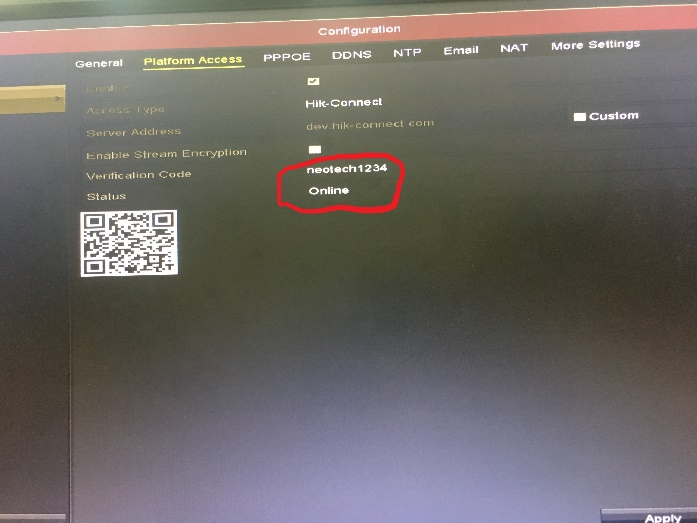 Configuration
General Platform Access PPPOE DDNS NTP Email NAT More Settings
Enable
Access Type Hik-Connect
Server Address dev.hik-connect.com Custom
Enable Stream Encryption
Verification Code neotech1234
Status Online
Apply